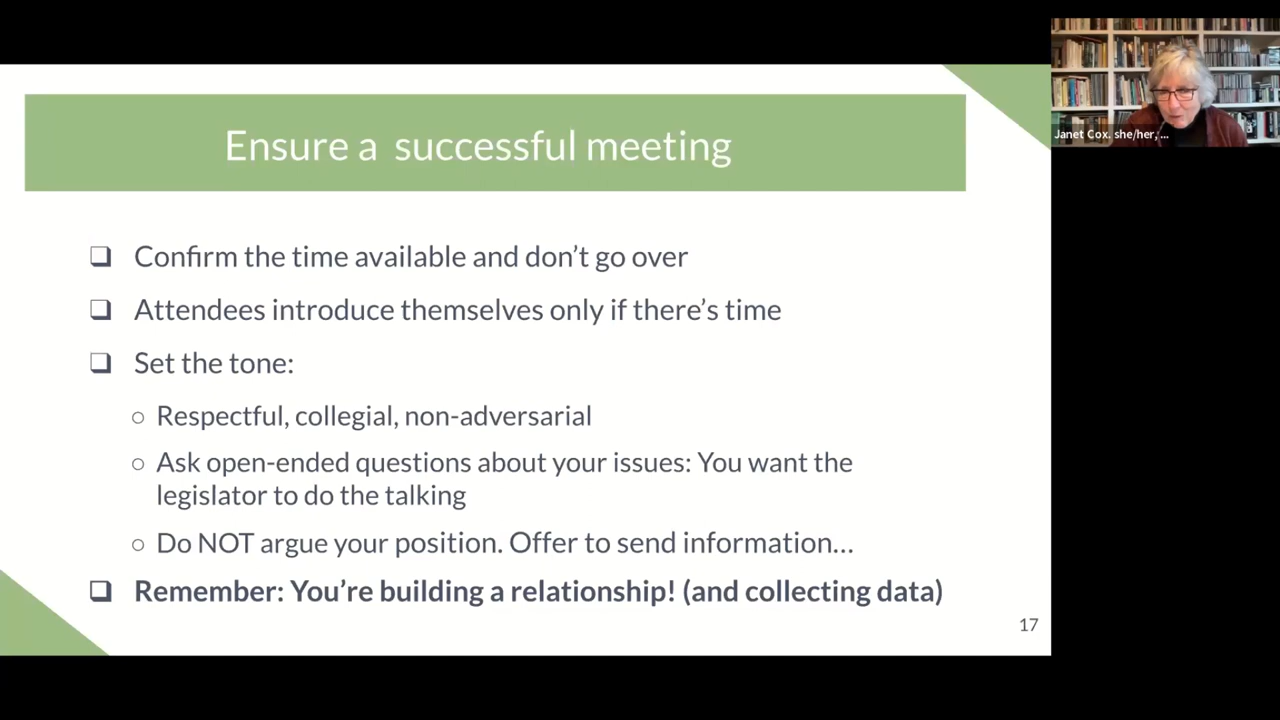 Ensure a successful meeting
Janet Cox. she/her, ...
❑ Confirm the time available and don’t go over
❑ Attendees introduce themselves only if there’s time
❑ Set the tone:
○ Respectful, collegial, non-adversarial
○ Ask open-ended questions about your issues: You want the
legislator to do the talking
○ Do NOT argue your position. Offer to send information…
❑ Remember: You’re building a relationship! (and collecting data)
17